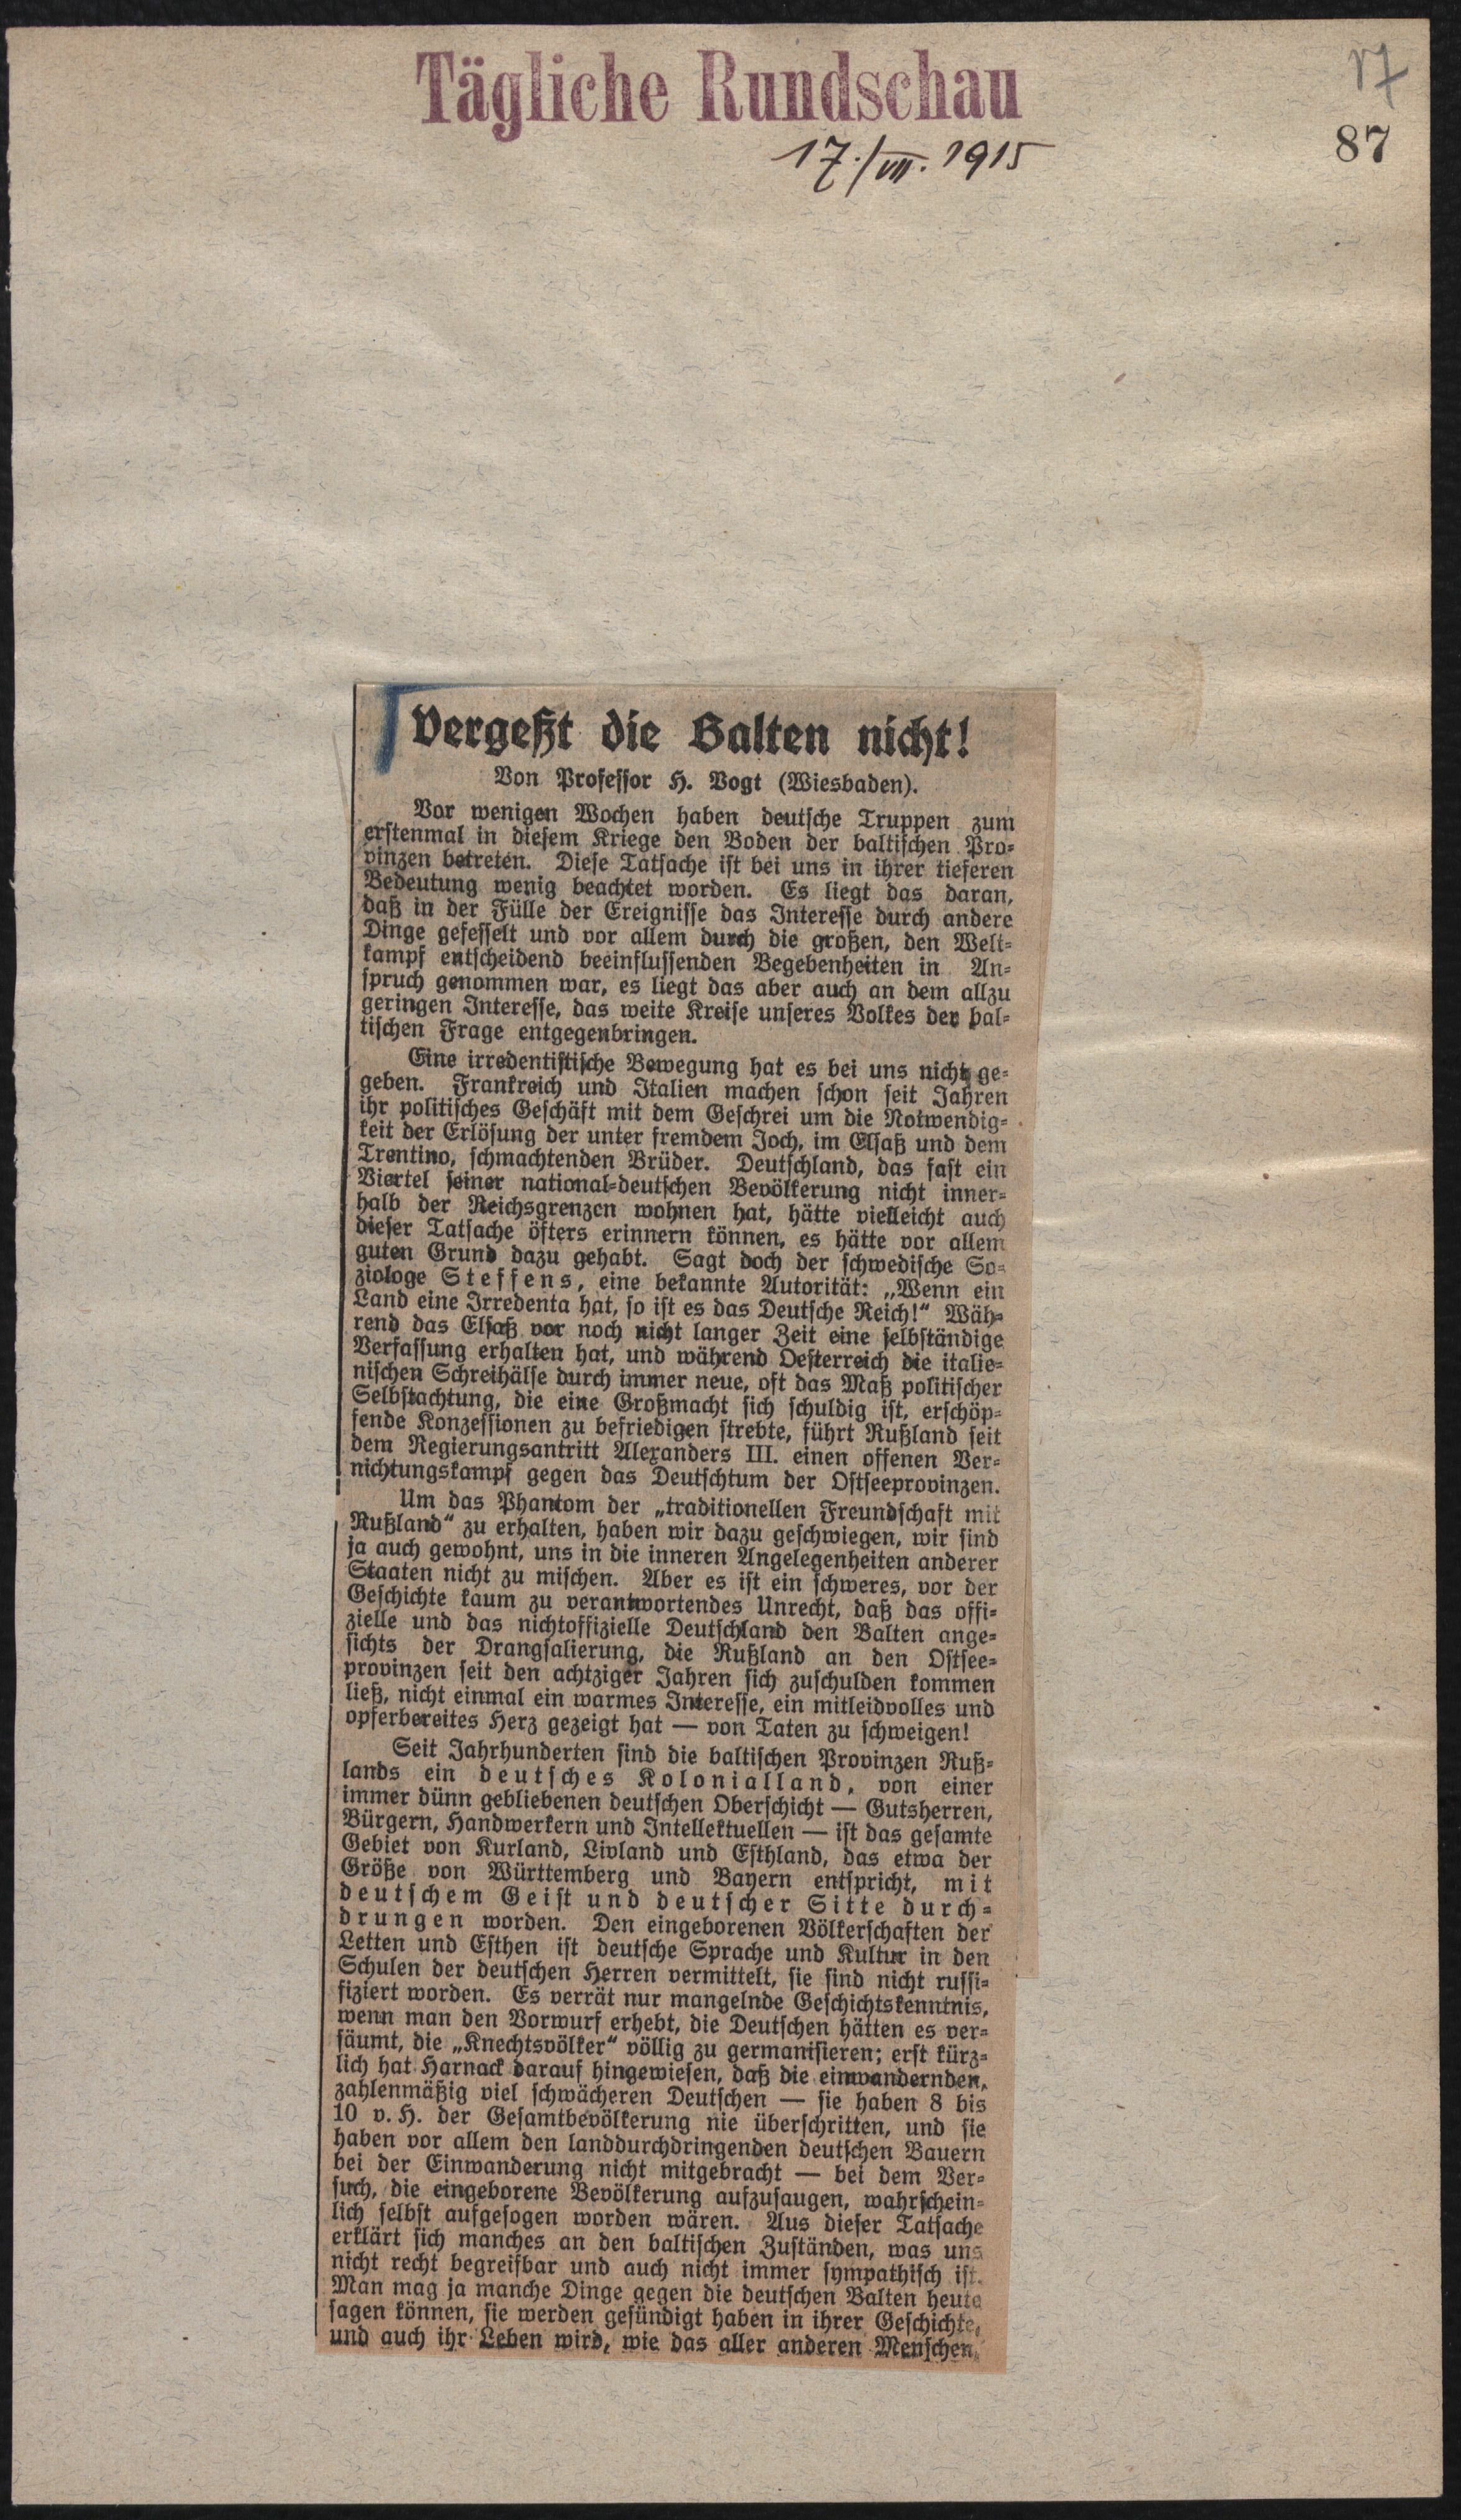 Tägliche Rundschau
17
17./VII. 1915
87
Vergeßt die Balten nicht!
Von Professor H. Vogt (Wiesbaden).
Vor wenigen Wochen haben deutsche Truppen zum
erstenmal in diesem Kriege den Boden der baltischen Pro-
vinzen betreten. Diese Tatsache ist bei uns in ihrer tieferen
Bedeutung wenig beachtet worden. Es liegt das daran,
daß in der Fülle der Ereignisse das Interesse durch andere
Dinge gefesselt und vor allem durch die großen, den Welt-
kampf entscheidend beeinflussenden Begebenheiten in An-
spruch genommen war, es liegt das aber auch an dem allzu
geringen Interesse, das weite Kreise unseres Volkes der bal-
tischen Frage entgegenbringen.
Eine irredentistische Bewegung hat es bei uns nicht ge-
geben. Frankreich und Italien machen schon seit Jahren
ihr politisches Geschäft mit dem Geschrei um die Notwendig-
keit der Erlösung der unter fremdem Joch, im Elsaß und dem
Trentino, schmachtenden Brüder. Deutschland, das fast ein
Viertel seiner national-deutschen Bevölkerung nicht inner-
halb der Reichsgrenzen wohnen hat, hätte vielleicht auch
dieser Tatsache öfters erinnern können, es hätte vor allem
guten Grund dazu gehabt. Sagt doch der schwedische So-
ziologe Steffens, eine bekannte Autorität: „Wenn ein
Land eine Irredenta hat, so ist es das Deutsche Reich!“ Wäh-
rend das Elsaß vor noch nicht langer Zeit eine selbständige
Verfassung erhalten hat, und während Oesterreich die italie-
nischen Schreihälse durch immer neue, oft das Maß politischer
Selbstachtung, die eine Großmacht sich schuldig ist, erschöp-
fende Konzessionen zu befriedigen strebte, führt Rußland seit
dem Regierungsantritt Alexanders III. einen offenen Ver-
nichtungskampf gegen das Deutschtum der Ostseeprovinzen.
Um das Phantom der „traditionellen Freundschaft mit
Rußland“ zu erhalten, haben wir dazu geschwiegen, wir sind
ja auch gewohnt, uns in die inneren Angelegenheiten anderer
Staaten nicht zu mischen. Aber es ist ein schweres, vor der
Geschichte kaum zu verantwortendes Unrecht, daß das offi-
zielle und das nichtoffizielle Deutschland den Balten ange-
sichts der Drangsalierung, die Rußland an den Ostsee-
provinzen seit den achtziger Jahren sich zuschulden kommen
ließ, nicht einmal ein warmes Interesse, ein mitleidvolles und
opferbereites Herz gezeigt hat — von Taten zu schweigen!
Seit Jahrhunderten sind die baltischen Provinzen Ruß-
lands ein deutsches Kolonialland, von einer
immer dünn gebliebenen deutschen Oberschicht — Gutsherren,
Bürgern, Handwerkern und Intellektuellen — ist das gesamte
Gebiet von Kurland, Livland und Esthland, das etwa der
Größe von Württemberg und Bayern entspricht, mit
deutschem Geist und deutscher Sitte durch-
drungen worden. Den eingeborenen Völkerschaften der
Letten und Esthen ist deutsche Sprache und Kultur in den
Schulen der deutschen Herren vermittelt, sie sind nicht russi-
fiziert worden. Es verrät nur mangelnde Geschichtskenntnis,
wenn man den Vorwurf erhebt, die Deutschen hätten es ver-
säumt, die „Knechtsvölker“ völlig zu germanisieren; erst kürz-
lich hat Harnack darauf hingewiesen, daß die einwandernden,
zahlenmäßig viel schwächeren Deutschen — sie haben 8 bis
10 v. H. der Gesamtbevölkerung nie überschritten, und sie
haben vor allem den landdurchdringenden deutschen Bauern
bei der Einwanderung nicht mitgebracht — bei dem Ver-
such, die eingeborene Bevölkerung aufzusaugen, wahrschein-
lich selbst aufgesogen worden wären. Aus dieser Tatsache
erklärt sich manches an den baltischen Zuständen, was uns
nicht recht begreifbar und auch nicht immer sympathisch ist.
Man mag ja manche Dinge gegen die deutschen Balten heute
sagen können, sie werden gesündigt haben in ihrer Geschichte,
und auch ihr Leben wird, wie das aller anderen Menschen,